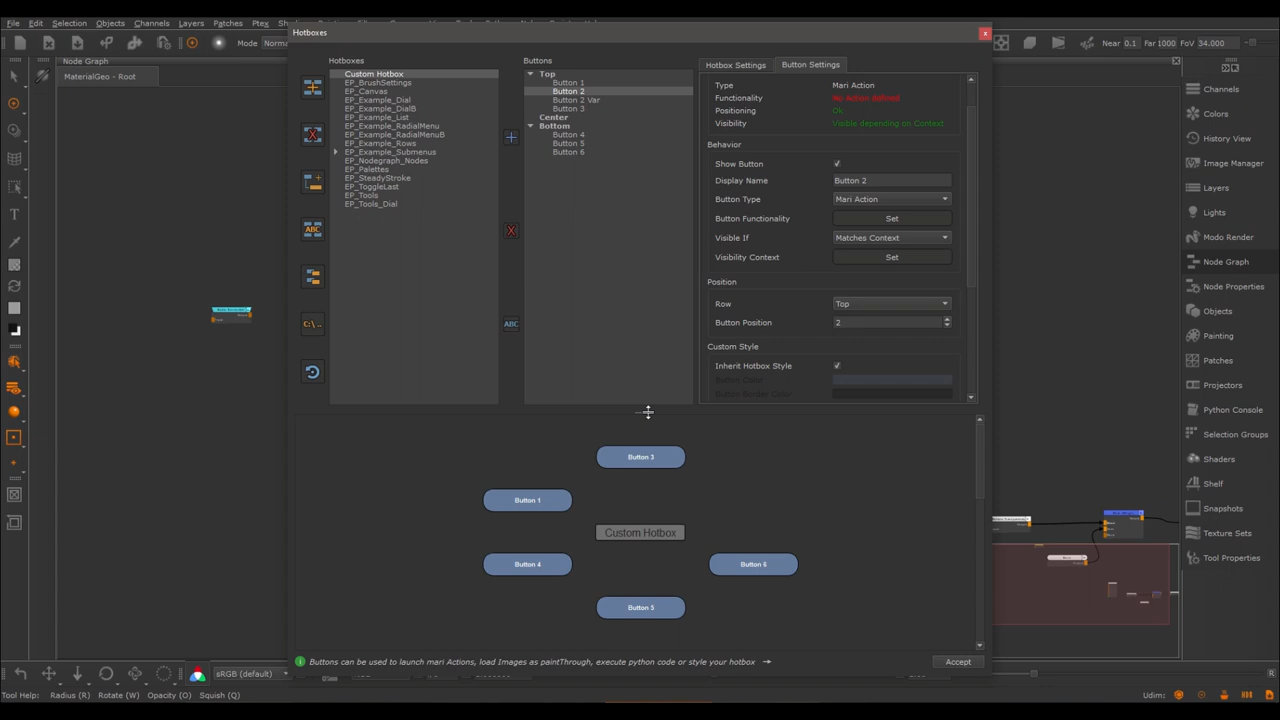 File Edit Selection Objects Channels Layers Patches Ptex
Hotboxes
Mode Norma
Near 0.1 Far 1000 FoV 34.000
Node Graph
MaterialGeo - Root
Hotboxes
Custom Hotbox
EP_BrushSettings
EP_Canvas
EP_Example_Dial
EP_Example_DialB
EP_Example_List
EP_Example_RadialMenu
EP_Example_RadialMenuB
EP_Example_Rows
EP_Example_Submenus
EP_Nodegraph_Nodes
EP_Palettes
EP_SteadyStroke
EP_ToggleLast
EP_Tools
EP_Tools_Dial
ABC
C:\ ..
Buttons
Top
Button 1
Button 2
Button 2 Var
Button 3
Center
Bottom
Button 4
Button 5
Button 6
X
ABC
Hotbox Settings Button Settings
Type Mari Action
Functionality No Action defined
Positioning Ok
Visibility Visible depending on Context
Behavior
Show Button
Display Name Button 2
Button Type Mari Action
Button Functionality Set
Visible If Matches Context
Visibility Context Set
Position
Row Top
Button Position 2
Custom Style
Inherit Hotbox Style
Button Color
Button Border Color
Button 3
Button 1
Custom Hotbox
Button 4 Button 6
Button 5
Buttons can be used to launch mari Actions, load Images as paintThrough, execute python code or style your hotbox
Accept
Channels
Colors
History View
Image Manager
Layers
Lights
Modo Render
Node Graph
Node Properties
Objects
Painting
Patches
Projectors
Python Console
Selection Groups
Shaders
Shelf
Snapshots
Texture Sets
Tool Properties
sRGB (default)
R
Tool Help: Radius (R) Rotate (W) Opacity (O) Squish (Q)
Udim: